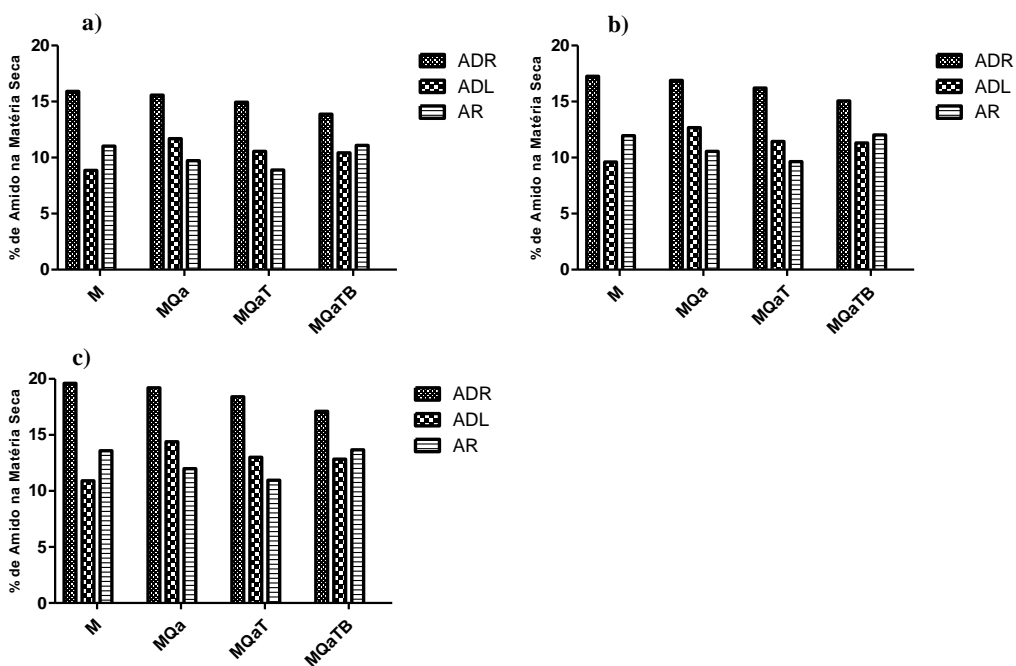 a)
% de Amido na Matéria Seca
20
15
10
5
0
M
MQa
MQaT
MQaTB
ADR
ADL
AR
b)
% de Amido na Matéria Seca
20
15
10
5
0
M
MQa
MQaT
MQaTB
ADR
ADL
AR
c)
% de Amido na Matéria Seca
20
15
10
5
0
M
MQa
MQaT
MQaTB
ADR
ADL
AR